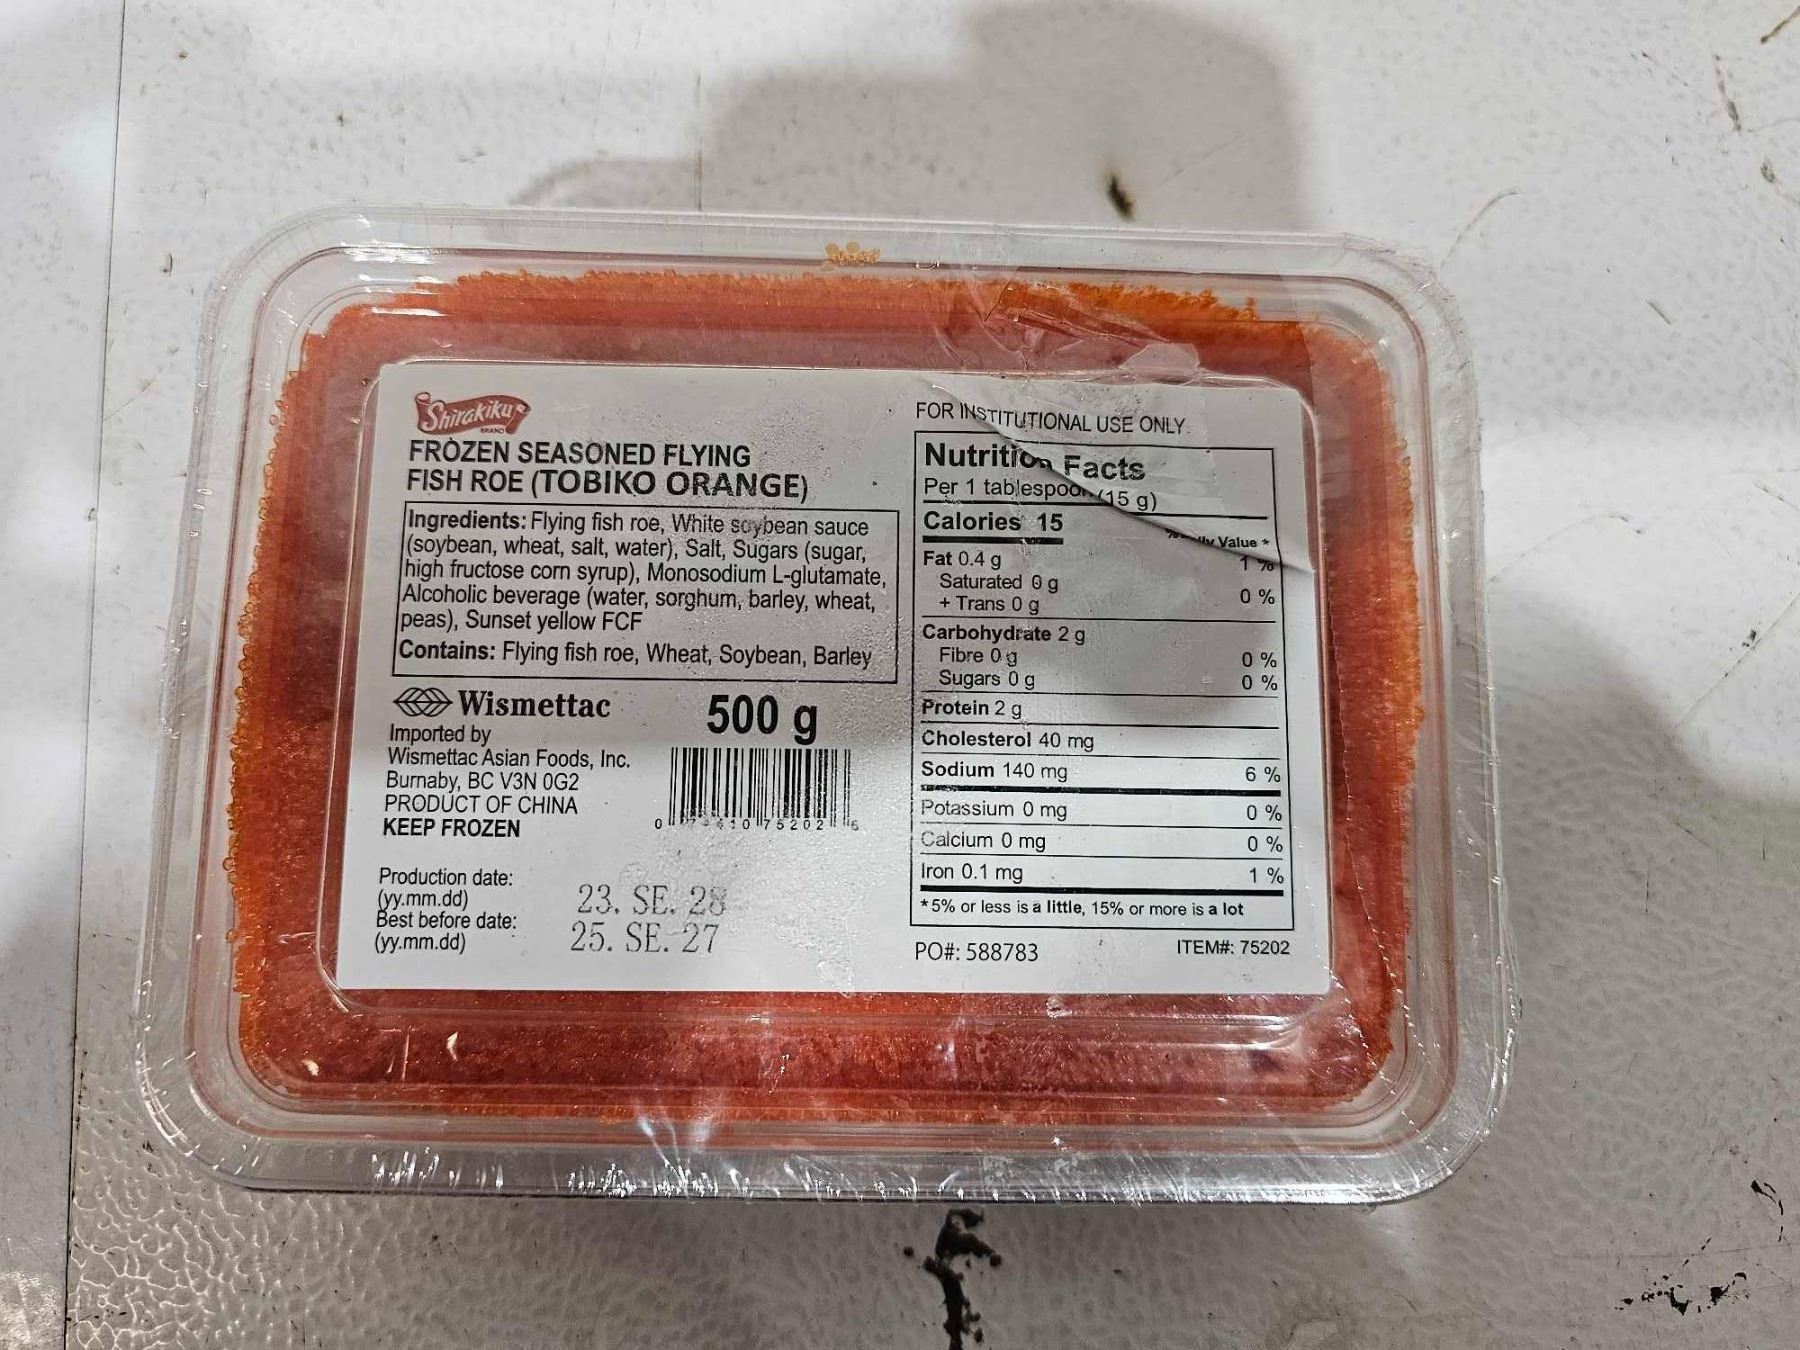 Shirakiku
BRAND
FROZEN SEASONED FLYING
FISH ROE (TOBIKO ORANGE)
Ingredients: Flying fish roe, White soybean sauce
(soybean, wheat, salt, water), Salt, Sugars (sugar,
high fructose corn syrup), Monosodium L-glutamate,
Alcoholic beverage (water, sorghum, barley, wheat,
peas), Sunset yellow FCF
Contains: Flying fish roe, Wheat, Soybean, Barley
Wismettac
Imported by
Wismettac Asian Foods, Inc.
Burnaby, BC V3N 0G2
PRODUCT OF CHINA
KEEP FROZEN
500 g
Production date:
(yy.mm.dd)
23. SE. 28
Best before date:
(yy.mm.dd)
25. SE. 27
FOR INSTITUTIONAL USE ONLY.
Nutrition Facts
Per 1 tablespoon (15 g)
Calories 15
Value *
Fat 0.4 g 1 %
Saturated 0 g
+ Trans 0 g 0 %
Carbohydrate 2 g
Fibre 0 g 0 %
Sugars 0 g 0 %
Protein 2 g
Cholesterol 40 mg
Sodium 140 mg 6 %
Potassium 0 mg 0 %
Calcium 0 mg 0 %
Iron 0.1 mg 1 %
*5% or less is a little, 15% or more is a lot
PO#: 588783 ITEM#: 75202